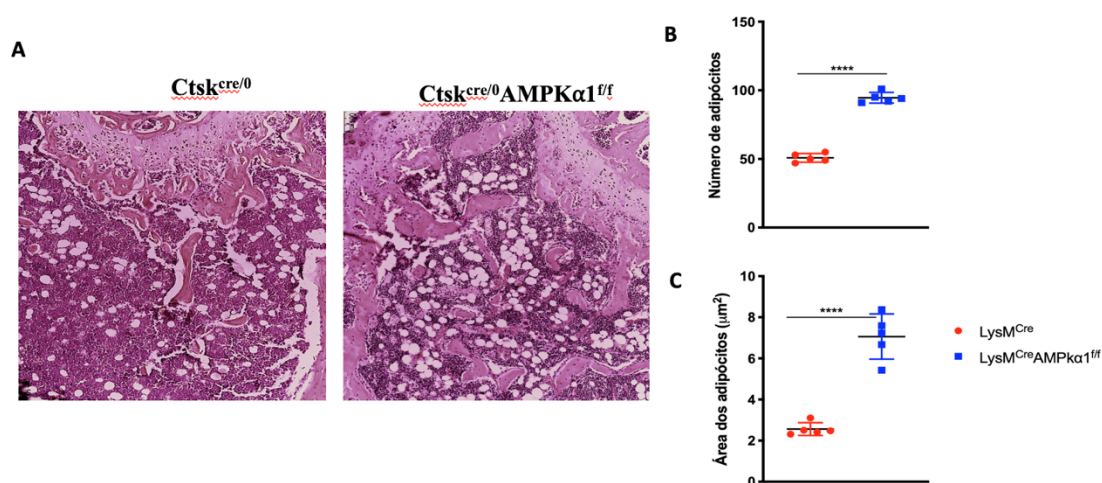 A
Ctskcre/0
Ctskcre/0AMPKα1f/f
B
Número de adipócitos
150
100
50
0
****
C
Área dos adipócitos (μm2)
10
8
6
4
2
0
****
LysMCre
LysMCreAMPkα1f/f